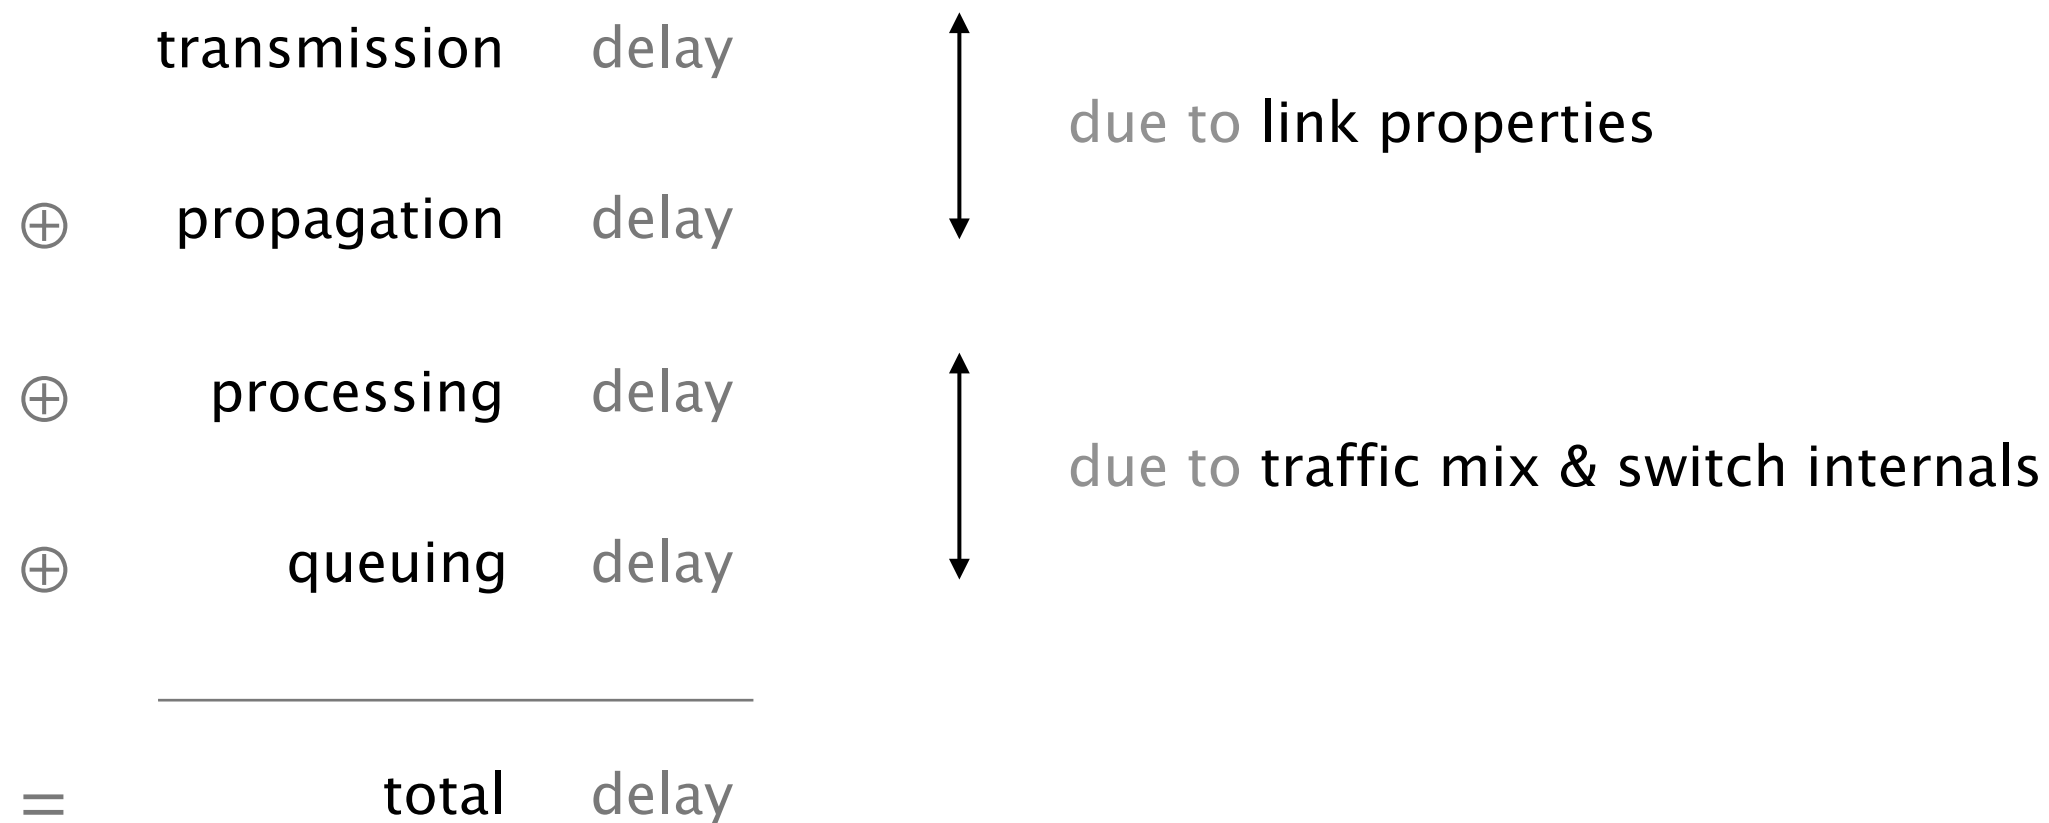 transmission delay
due to link properties
⊕ propagation delay
⊕ processing delay
due to traffic mix & switch internals
⊕ queuing delay
= total delay